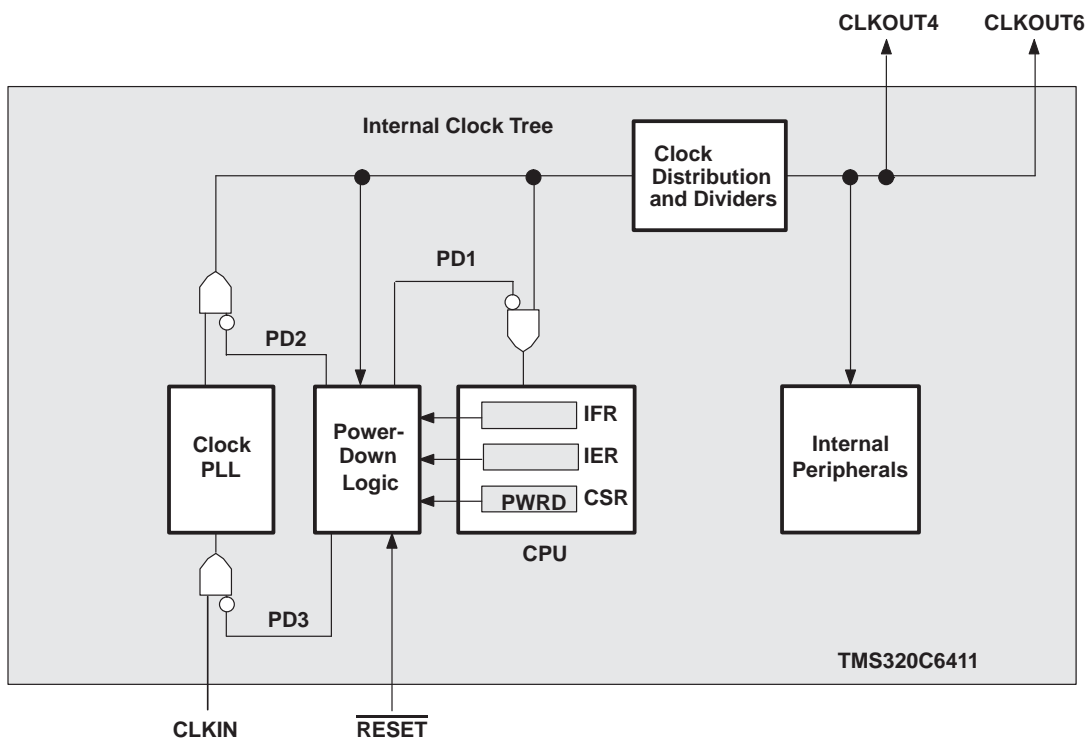 CLKOUT4 CLKOUT6
Internal Clock Tree
Clock
Distribution
and Dividers
PD1
PD2
Clock
PLL
Power-
Down
Logic
IFR
IER
PWRD CSR
CPU
Internal
Peripherals
PD3
TMS320C6411
CLKIN RESET